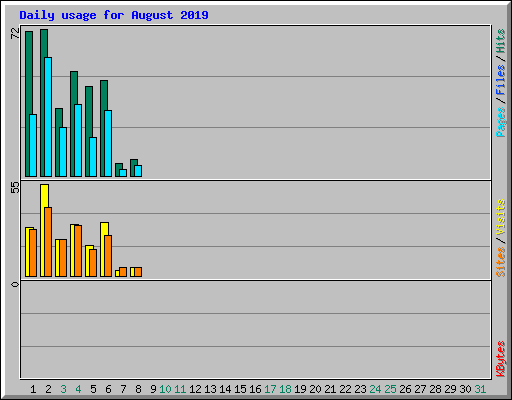 Daily usage for August 2019
72
55
0
Pages / Files / Hits
Sites / Visits
KBytes
1 2 3 4 5 6 7 8 9 10 11 12 13 14 15 16 17 18 19 20 21 22 23 24 25 26 27 28 29 30 31